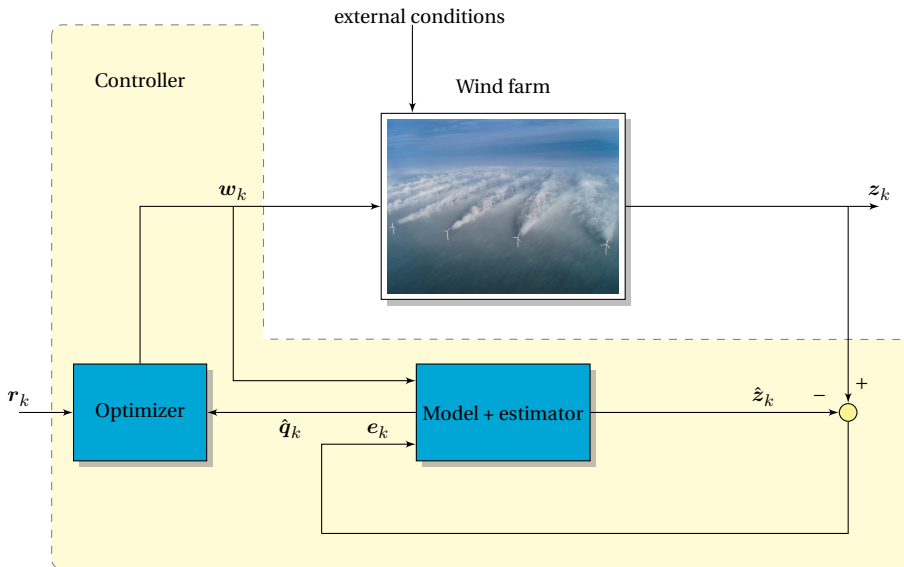 external conditions
Controller
Wind farm
w_k
z_k
r_k
Optimizer
Model + estimator
ẑ_k
−
+
q̂_k
e_k